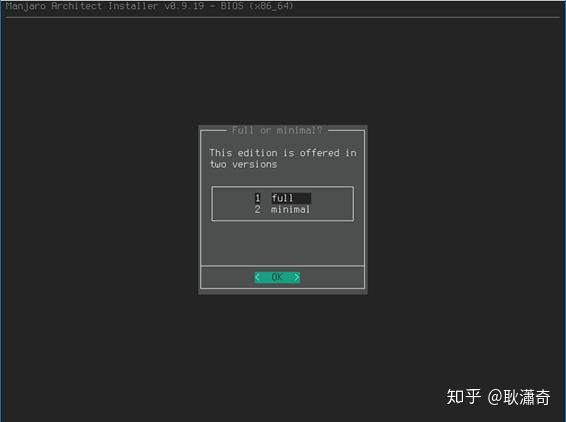 Manjaro Architect Installer v0.9.19 - BIOS (x86_64)
Full or minimal?
This edition is offered in
two versions
1 full
2 minimal
< OK >
知乎 @耿瀟奇